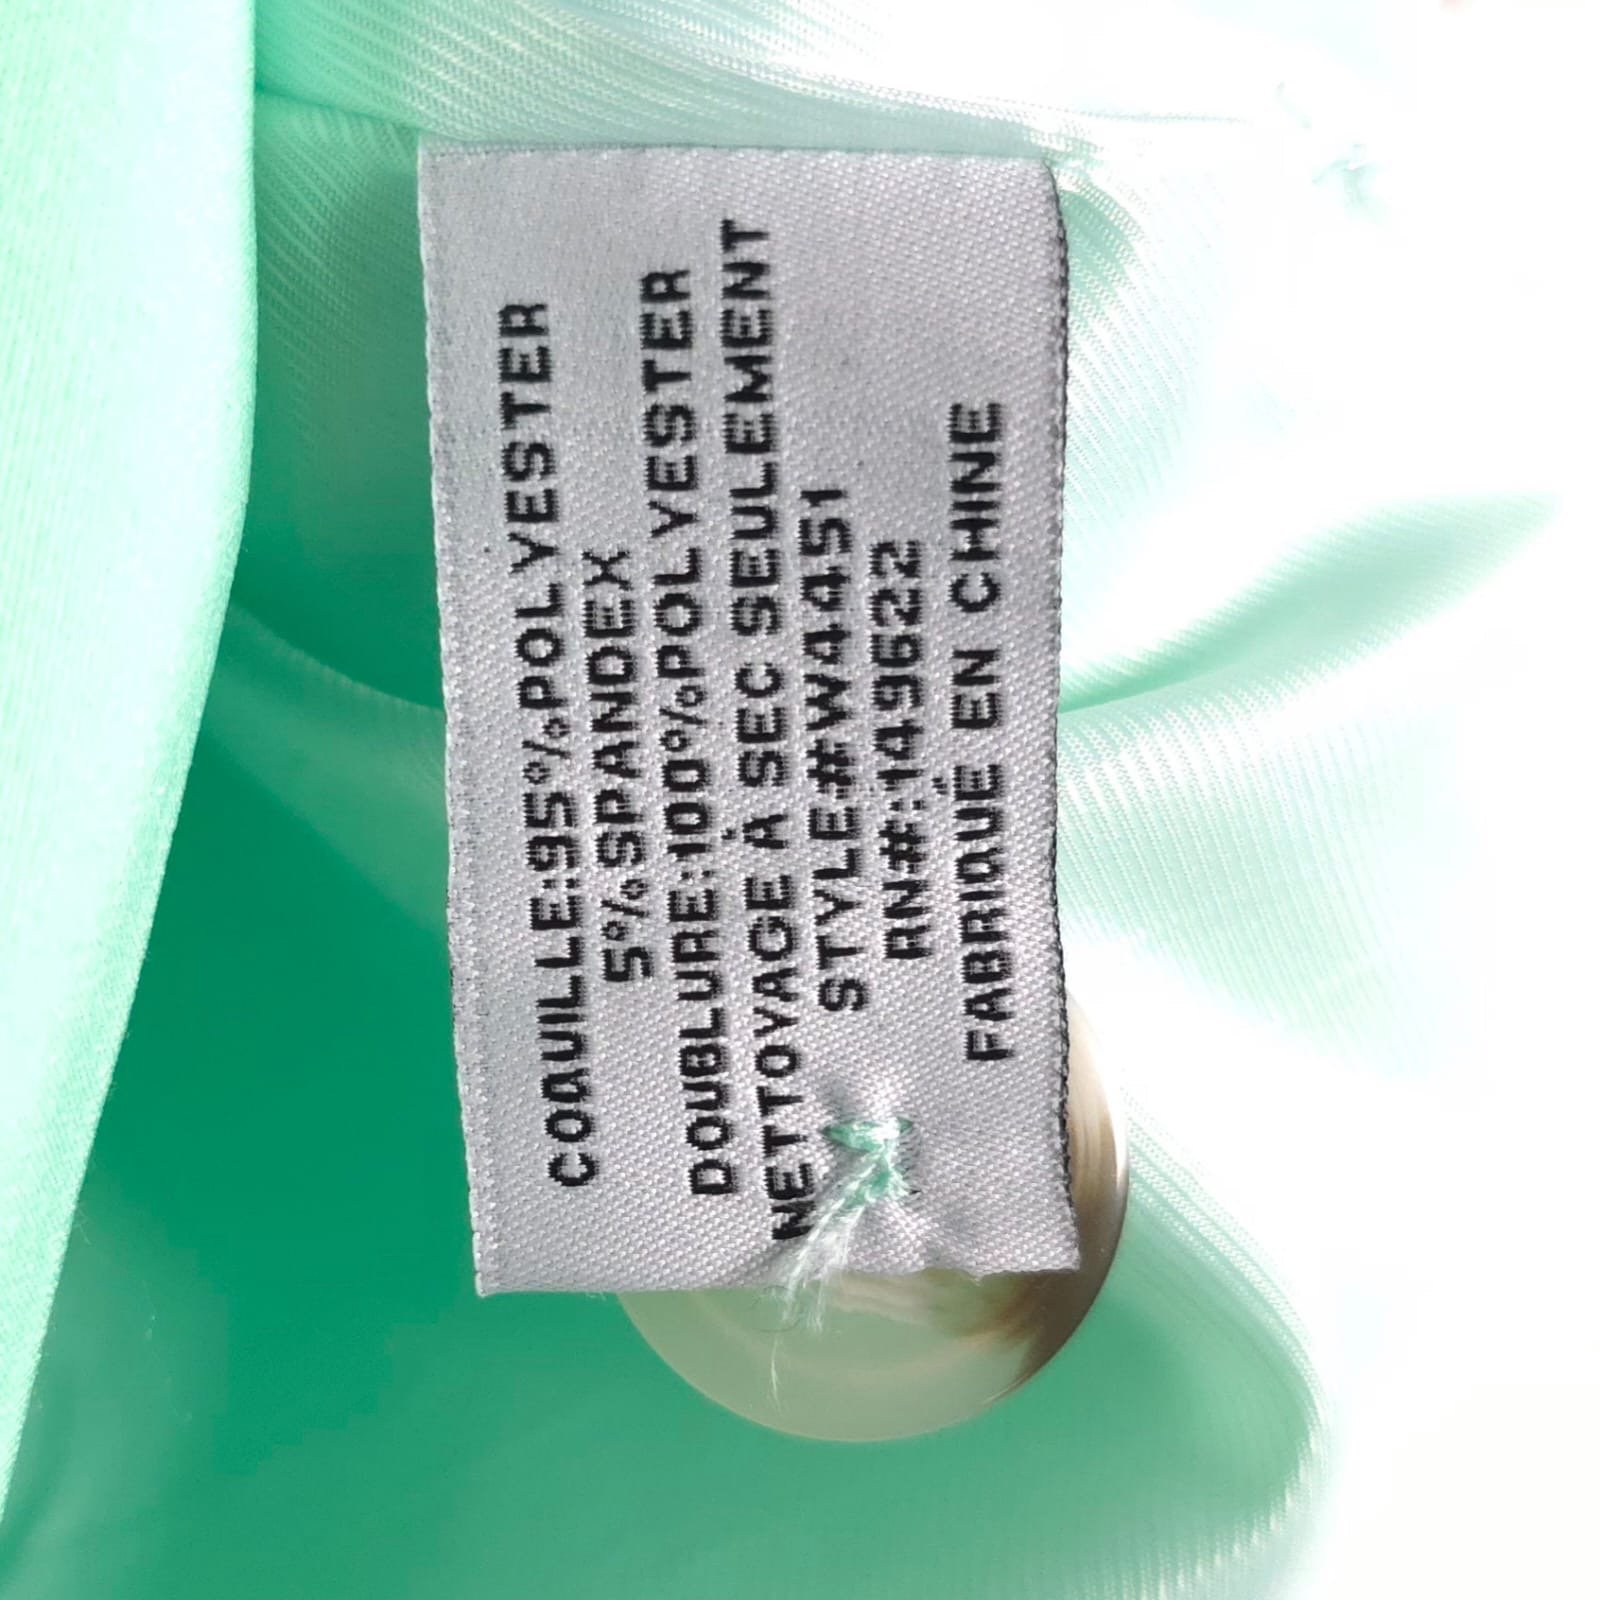 COQUILLE:95%POLYESTER
5%SPANDEX
DOUBLURE:100%POLYESTER
NETTOYAGE À SEC SEULEMENT
STYLE#W4451
RN#:149622
FABRIQUÉ EN CHINE